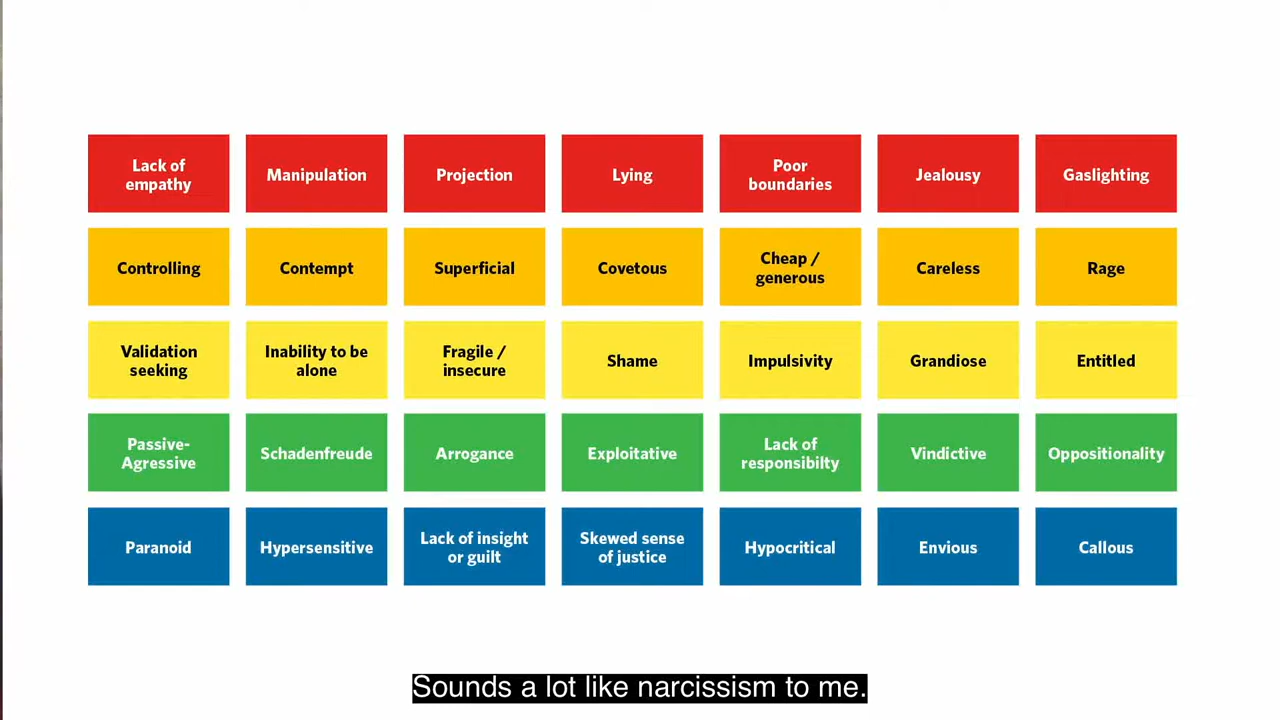 Lack of
empathy
Manipulation
Projection
Lying
Poor
boundaries
Jealousy
Gaslighting
Controlling
Contempt
Superficial
Covetous
Cheap /
generous
Careless
Rage
Validation
seeking
Inability to be
alone
Fragile /
insecure
Shame
Impulsivity
Grandiose
Entitled
Passive-
Agressive
Schadenfreude
Arrogance
Exploitative
Lack of
responsibilty
Vindictive
Oppositionality
Paranoid
Hypersensitive
Lack of insight
or guilt
Skewed sense
of justice
Hypocritical
Envious
Callous
Sounds a lot like narcissism to me.